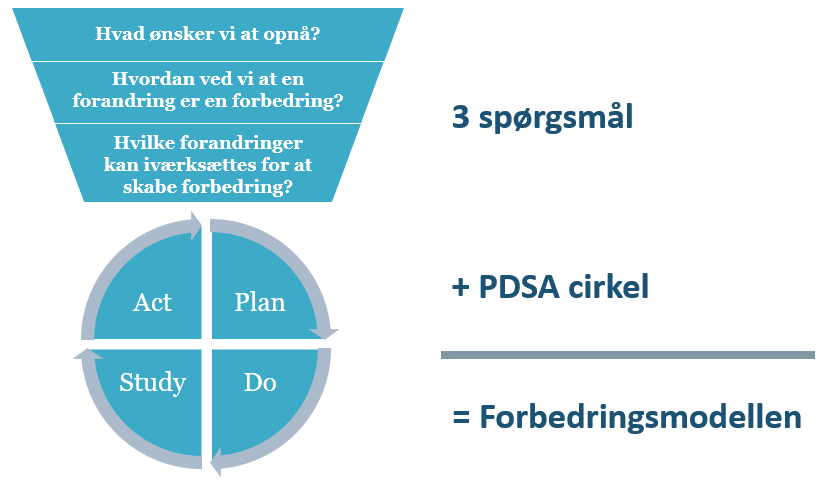 Hvad ønsker vi at opnå?
Hvordan ved vi at en
forandring er en forbedring?
Hvilke forandringer
kan iværksættes for at
skabe forbedring?
3 spørgsmål
Act
Plan
Study
Do
+ PDSA cirkel
= Forbedringsmodellen